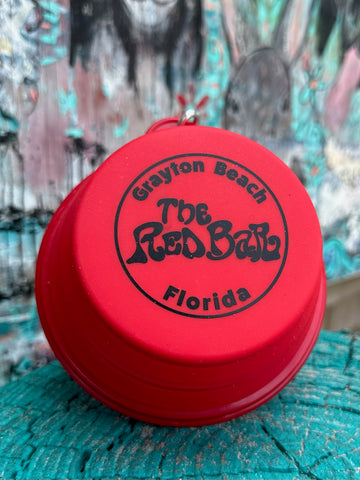 Grayton Beach
The
Red Bar
Florida